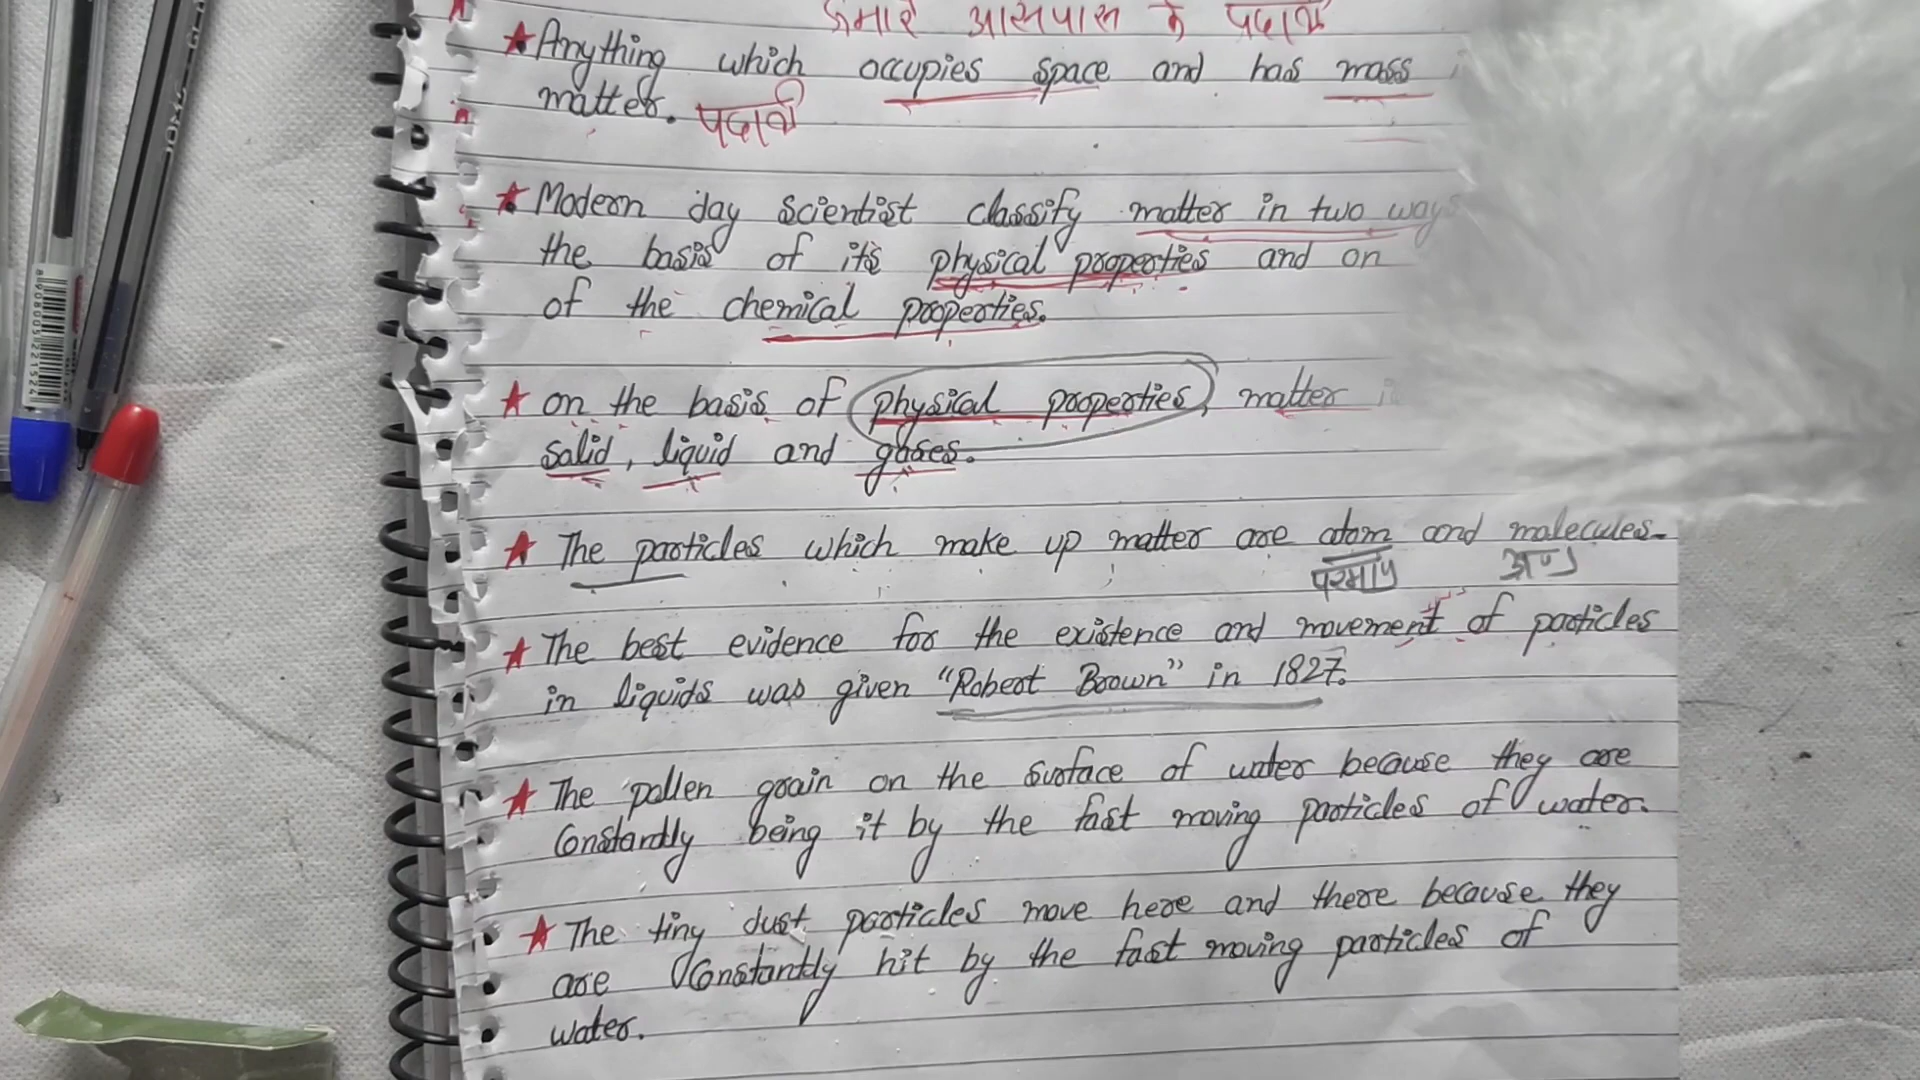 हमारे आसपास के पदार्थ
★ Anything which occupies space and has mass
matter. पदार्थ
★ Modern day scientist classify matter in two ways
the basis of its physical properties and on
of the chemical properties.
★ on the basis of physical properties, matter
solid, liquid and gases.
★ The particles which make up matter are atom and molecules.
परमाणु अणु
★ The best evidence for the existence and movement of particles
in liquids was given "Robert Brown" in 1827.
★ The pollen grain on the surface of water because they are
Constantly being it by the fast moving particles of water.
★ The tiny dust particles move here and there because they
are Constantly hit by the fast moving particles of
water.